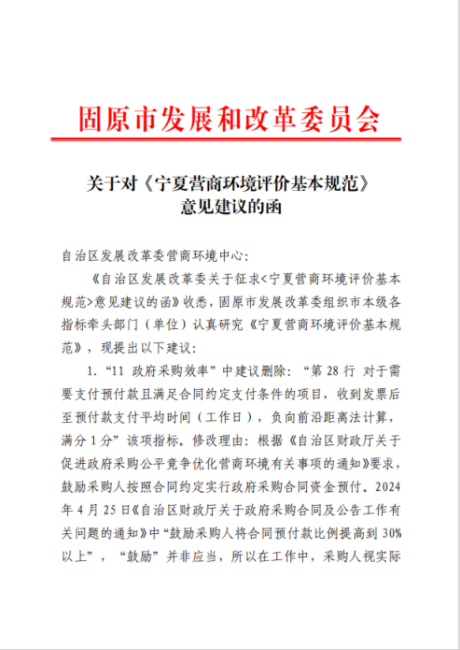 固原市发展和改革委员会
关于对《宁夏营商环境评价基本规范》
意见建议的函
自治区发展改革委营商环境中心：
《自治区发展改革委关于征求<宁夏营商环境评价基本
规范>意见建议的函》收悉，固原市发展改革委组织市本级各
指标牵头部门（单位）认真研究《宁夏营商环境评价基本规
范》，现提出以下建议：
1.“11 政府采购效率”中建议删除：“第 28 行 对于需
要支付预付款且满足合同约定支付条件的项目，收到发票后
至预付款支付平均时间（工作日），负向前沿距离法计算，
满分 1 分”该项指标。修改理由：根据《自治区财政厅关于
促进政府采购公平竞争优化营商环境有关事项的通知》要求，
鼓励采购人按照合同约定实行政府采购合同资金预付。2024
年 4 月 25 日《自治区财政厅关于政府采购合同及公告工作有
关问题的通知》中“鼓励采购人将合同预付款比例提高到 30%
以上”，“鼓励”并非应当，所以在工作中，采购人视实际